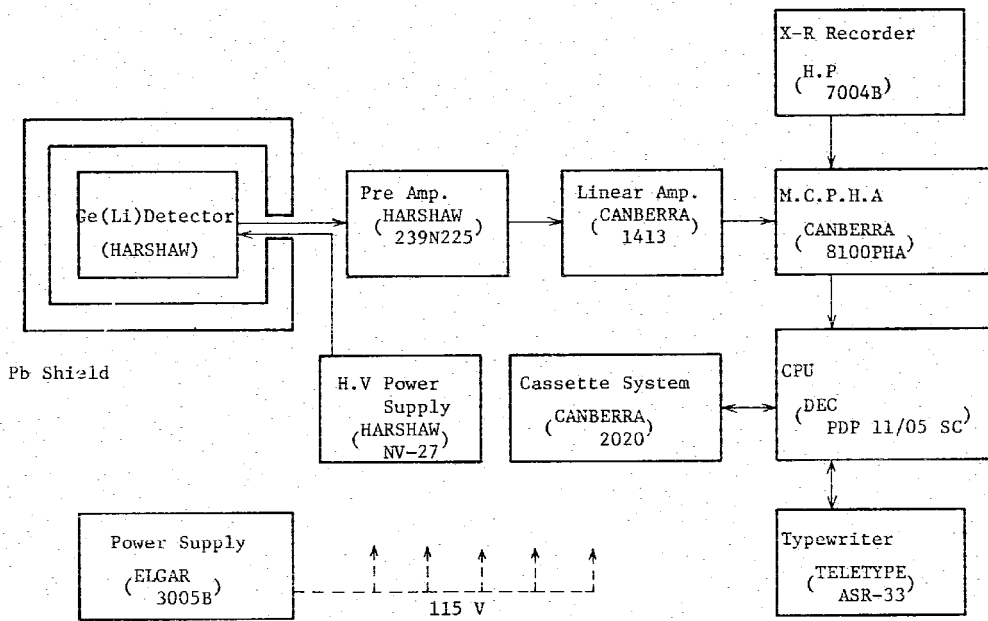 X-R Recorder
(H.P
7004B)
Ge(Li)Detector
(HARSHAW)
Pb Shield
Pre Amp.
(HARSHAW
239N225)
Linear Amp.
(CANBERRA
1413)
M.C.P.H.A
(CANBERRA
8100PHA)
H.V Power
Supply
(HARSHAW
NV-27)
Cassette System
(CANBERRA
2020)
CPU
(DEC
PDP 11/05 SC)
Power Supply
(ELGAR
3005B)
115 V
Typewriter
(TELETYPE
ASR-33)